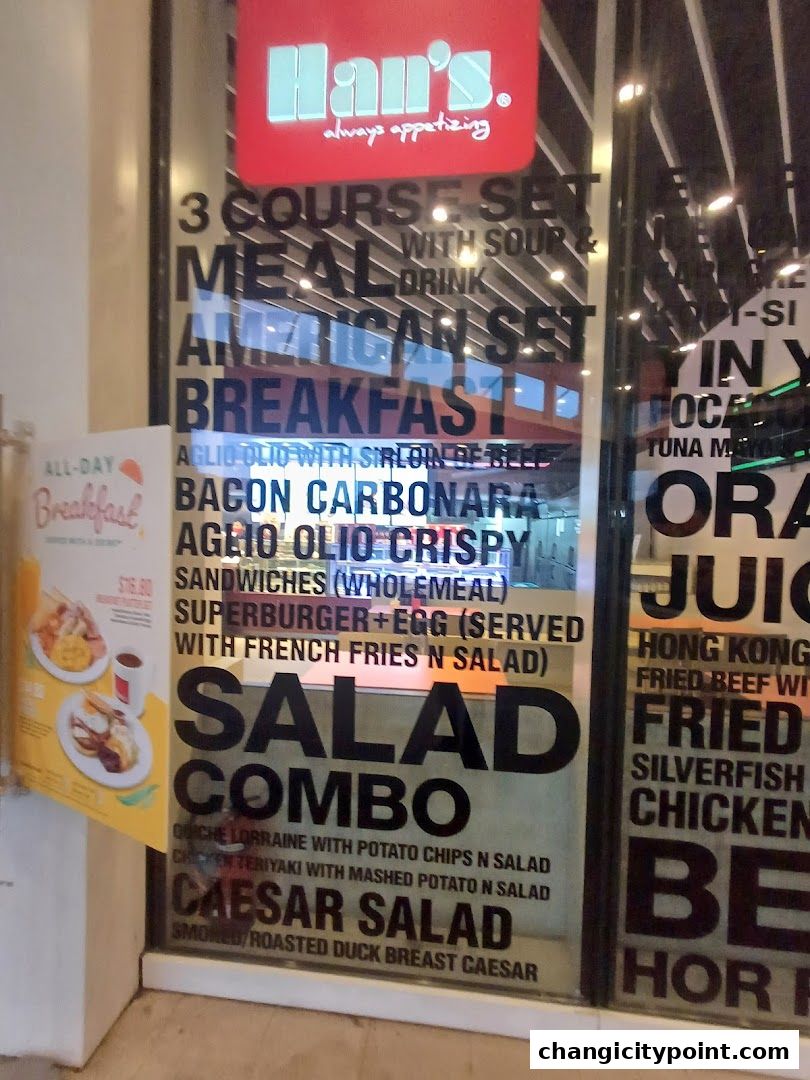 Han's®
always appetizing
3 COURSE SET
MEAL WITH SOUP &
DRINK
AMERICAN SET
BREAKFAST
AGLIO OLIO WITH SIRLOIN OF BEEF
BACON CARBONARA
AGLIO OLIO CRISPY
SANDWICHES (WHOLEMEAL)
SUPERBURGER+EGG (SERVED
WITH FRENCH FRIES N SALAD)
SALAD
COMBO
QUICHE LORRAINE WITH POTATO CHIPS N SALAD
CHICKEN TERIYAKI WITH MASHED POTATO N SALAD
CAESAR SALAD
SMOKED/ROASTED DUCK BREAST CAESAR
ALL-DAY
Breakfast
$16.80
YIN Y
TUNA MAYO
ORA
JUIC
HONG KONG
FRIED BEEF WI
FRIED
SILVERFISH
CHICKEN
BE
HOR
changicitypoint.com